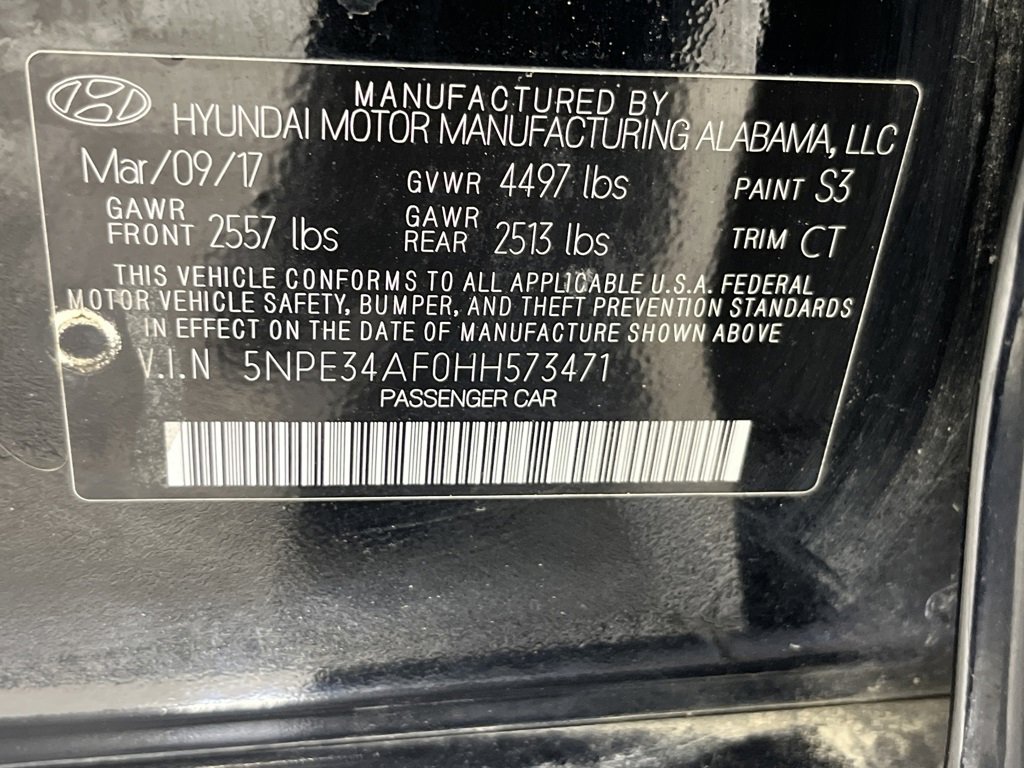 MANUFACTURED BY
HYUNDAI MOTOR MANUFACTURING ALABAMA, LLC
Mar/09/17 GVWR 4497 lbs PAINT S3
GAWR FRONT 2557 lbs GAWR REAR 2513 lbs TRIM CT
THIS VEHICLE CONFORMS TO ALL APPLICABLE U.S.A. FEDERAL
MOTOR VEHICLE SAFETY, BUMPER, AND THEFT PREVENTION STANDARDS
IN EFFECT ON THE DATE OF MANUFACTURE SHOWN ABOVE
V.I.N 5NPE34AF0HH573471
PASSENGER CAR